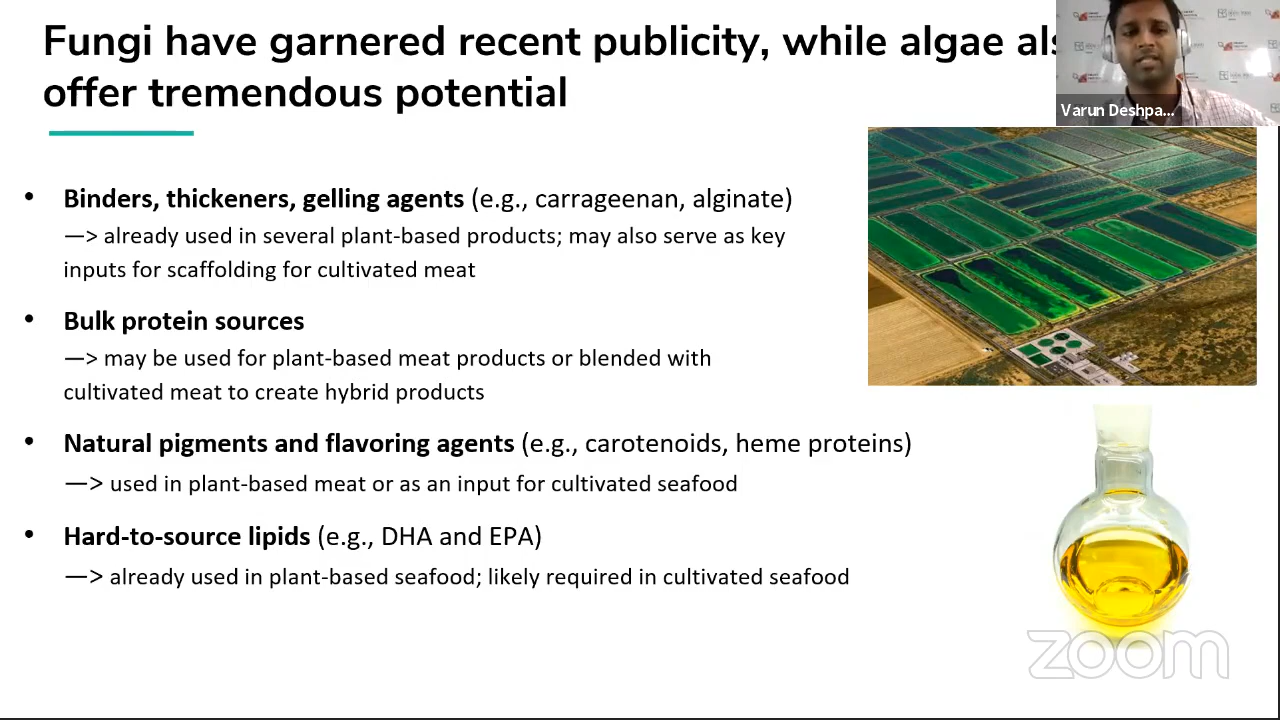 Fungi have garnered recent publicity, while algae als
offer tremendous potential
Varun Deshpa...
• Binders, thickeners, gelling agents (e.g., carrageenan, alginate)
—> already used in several plant-based products; may also serve as key
inputs for scaffolding for cultivated meat
• Bulk protein sources
—> may be used for plant-based meat products or blended with
cultivated meat to create hybrid products
• Natural pigments and flavoring agents (e.g., carotenoids, heme proteins)
—> used in plant-based meat or as an input for cultivated seafood
• Hard-to-source lipids (e.g., DHA and EPA)
—> already used in plant-based seafood; likely required in cultivated seafood
zoom